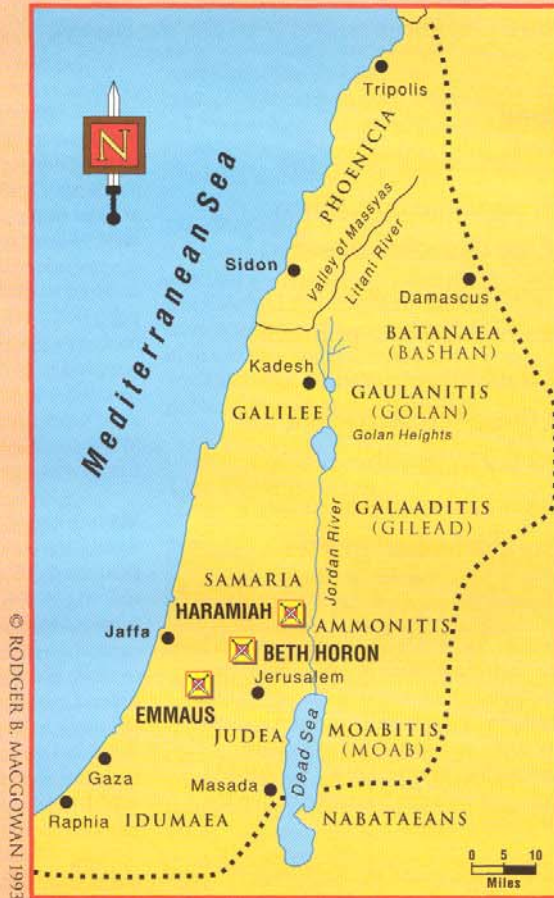 N
Tripolis
PHOENICIA
Mediterranean Sea
Valley of Massyas
Litani River
Sidon
Damascus
BATANAEA
(BASHAN)
Kadesh
GAULANITIS
(GOLAN)
GALILEE
Golan Heights
Jordan River
GALAADITIS
(GILEAD)
SAMARIA
HARAMIAH
AMMONITIS
Jaffa
BETH HORON
Jerusalem
EMMAUS
JUDEA
Dead Sea
MOABITIS
(MOAB)
Gaza
Masada
Raphia
IDUMAEA
NABATAEANS
0 5 10
Miles
© RODGER B. MACGOWAN 1993